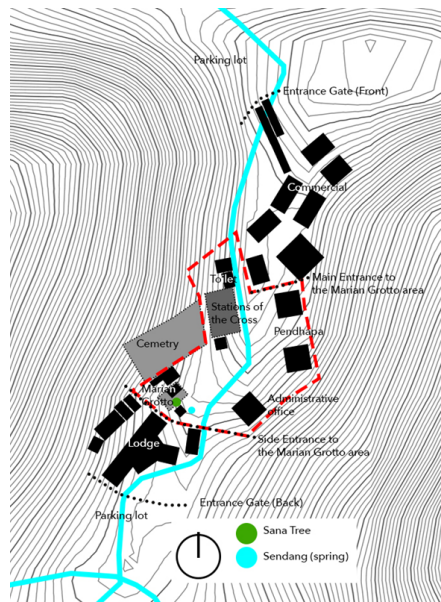 Parking lot
Entrance Gate (Front)
Commercial
Toile
Main Entrance to
the Marian Grotto area
Stations of
the Cross
Pendhapa
Cemetry
Marian
Grotto
Administrative
office
Lodge
Side Entrance to
the Marian Grotto area
Entrance Gate (Back)
Parking lot
Sana Tree
Sendang (spring)